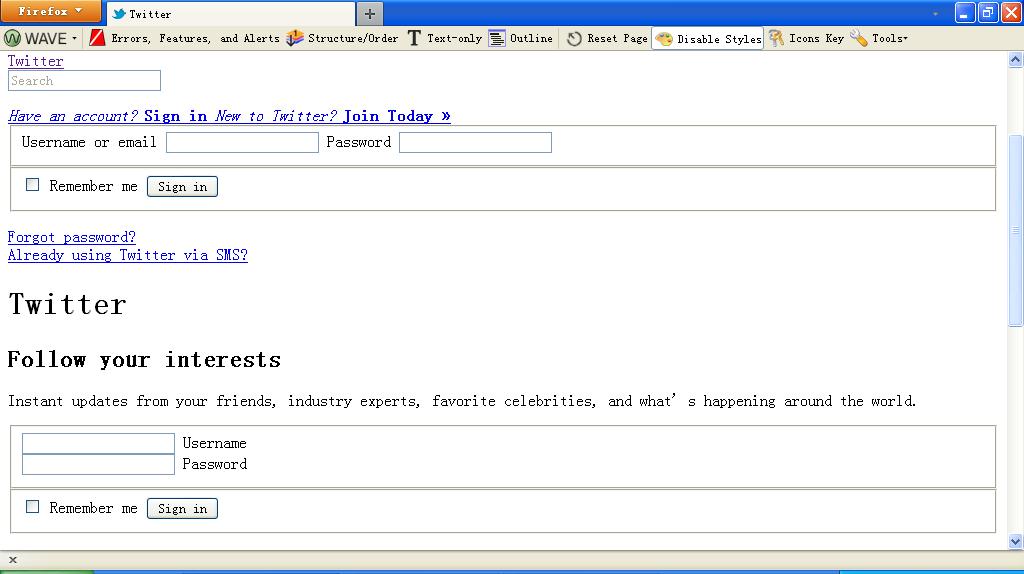 Firefox
Twitter
WAVE Errors, Features, and Alerts Structure/Order Text-only Outline Reset Page Disable Styles Icons Key Tools
Twitter
Search
Have an account? Sign in New to Twitter? Join Today »
Username or email Password
Remember me Sign in
Forgot password?
Already using Twitter via SMS?
Twitter
Follow your interests
Instant updates from your friends, industry experts, favorite celebrities, and what’s happening around the world.
Username
Password
Remember me Sign in